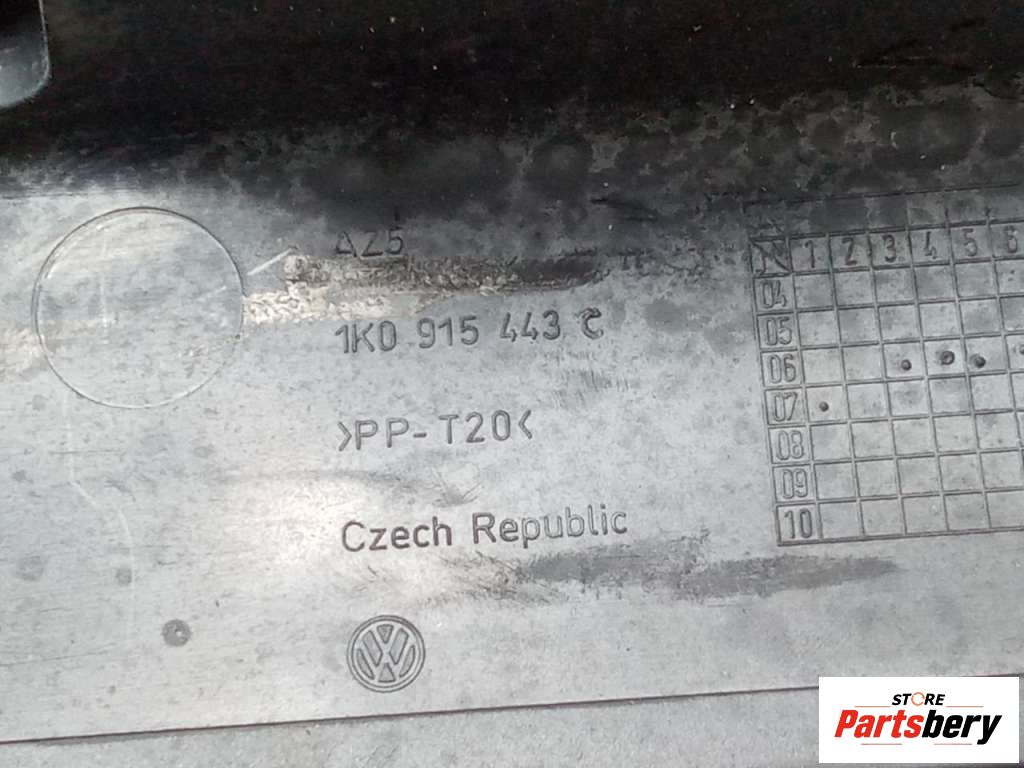 AZ5
1K0 915 443 C
>PP-T20<
Czech Republic
N 1 2 3 4 5 6
04
05
06
07
08
09
10
STORE
Partsbery